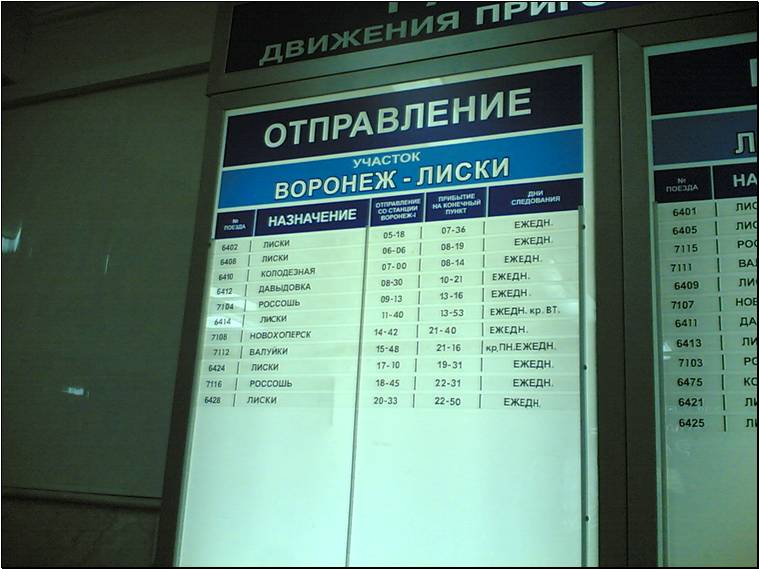 ДВИЖЕНИЯ
ОТПРАВЛЕНИЕ
УЧАСТОК
ВОРОНЕЖ - ЛИСКИ
№ ПОЕЗДА НАЗНАЧЕНИЕ ОТПРАВЛЕНИЕ СО СТАНЦИИ ВОРОНЕЖ-I ПРИБЫТИЕ НА КОНЕЧНЫЙ ПУНКТ ДНИ СЛЕДОВАНИЯ
6402 ЛИСКИ 05-18 07-36 ЕЖЕДН.
6408 ЛИСКИ 06-06 08-19 ЕЖЕДН.
6410 КОЛОДЕЗНАЯ 07-00 08-14 ЕЖЕДН.
6412 ДАВЫДОВКА 08-30 10-21 ЕЖЕДН.
7104 РОССОШЬ 09-13 13-16 ЕЖЕДН.
6414 ЛИСКИ 11-40 13-53 ЕЖЕДН. кр. ВТ.
7108 НОВОХОПЕРСК 14-42 21-40 ЕЖЕДН.
7112 ВАЛУЙКИ 15-48 21-16 кр.ПН.ЕЖЕДН.
6424 ЛИСКИ 17-10 19-31 ЕЖЕДН.
7116 РОССОШЬ 18-45 22-31 ЕЖЕДН.
6428 ЛИСКИ 20-33 22-50 ЕЖЕДН.
№ ПОЕЗДА
6401
6405
7115
7111
6409
7107
6411
6413
7103
6475
6421
6425